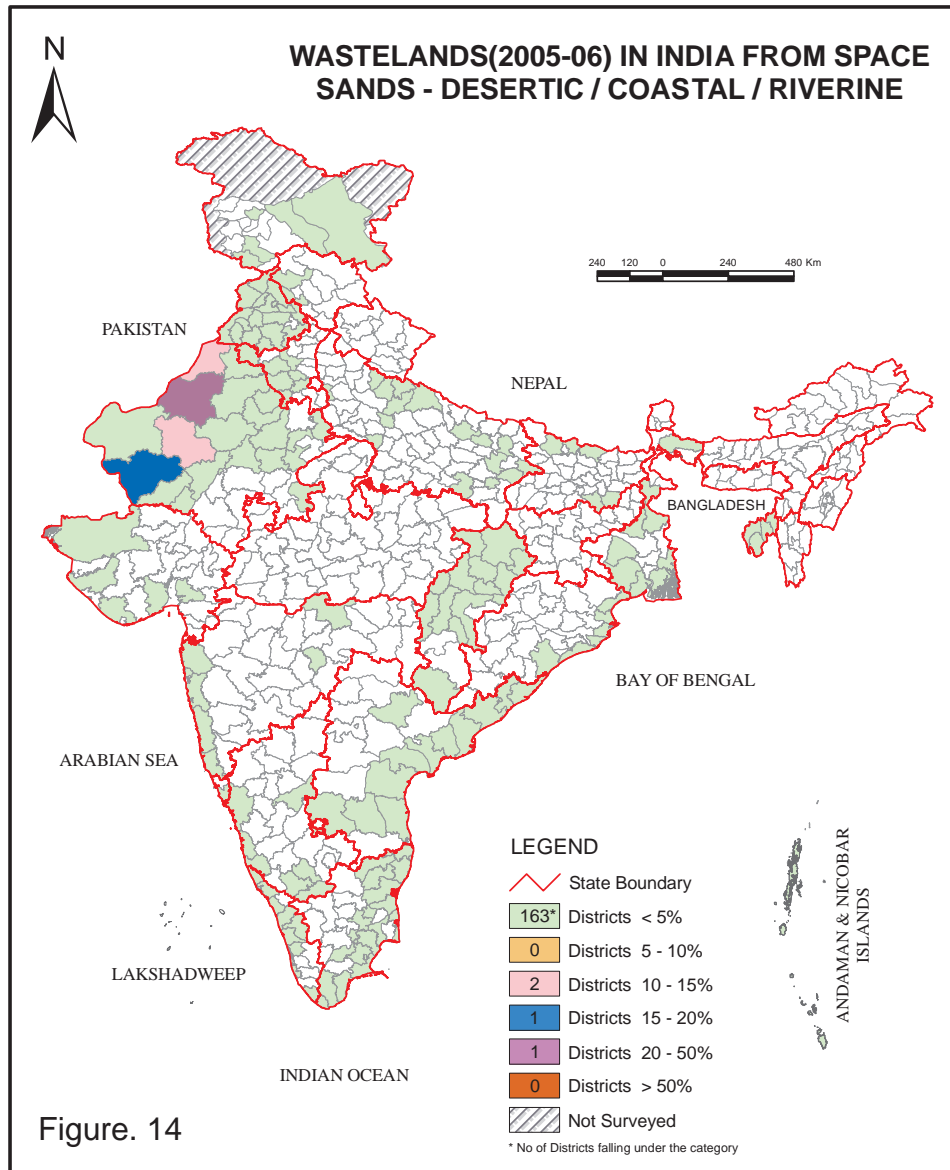 N
WASTELANDS(2005-06) IN INDIA FROM SPACE
SANDS - DESERTIC / COASTAL / RIVERINE
240 120 0 240 480 Km
PAKISTAN
NEPAL
BANGLADESH
BAY OF BENGAL
ARABIAN SEA
LAKSHADWEEP
INDIAN OCEAN
ANDAMAN & NICOBAR
ISLANDS
LEGEND
State Boundary
163* Districts < 5%
0 Districts 5 - 10%
2 Districts 10 - 15%
1 Districts 15 - 20%
1 Districts 20 - 50%
0 Districts > 50%
Not Surveyed
* No of Districts falling under the category
Figure. 14